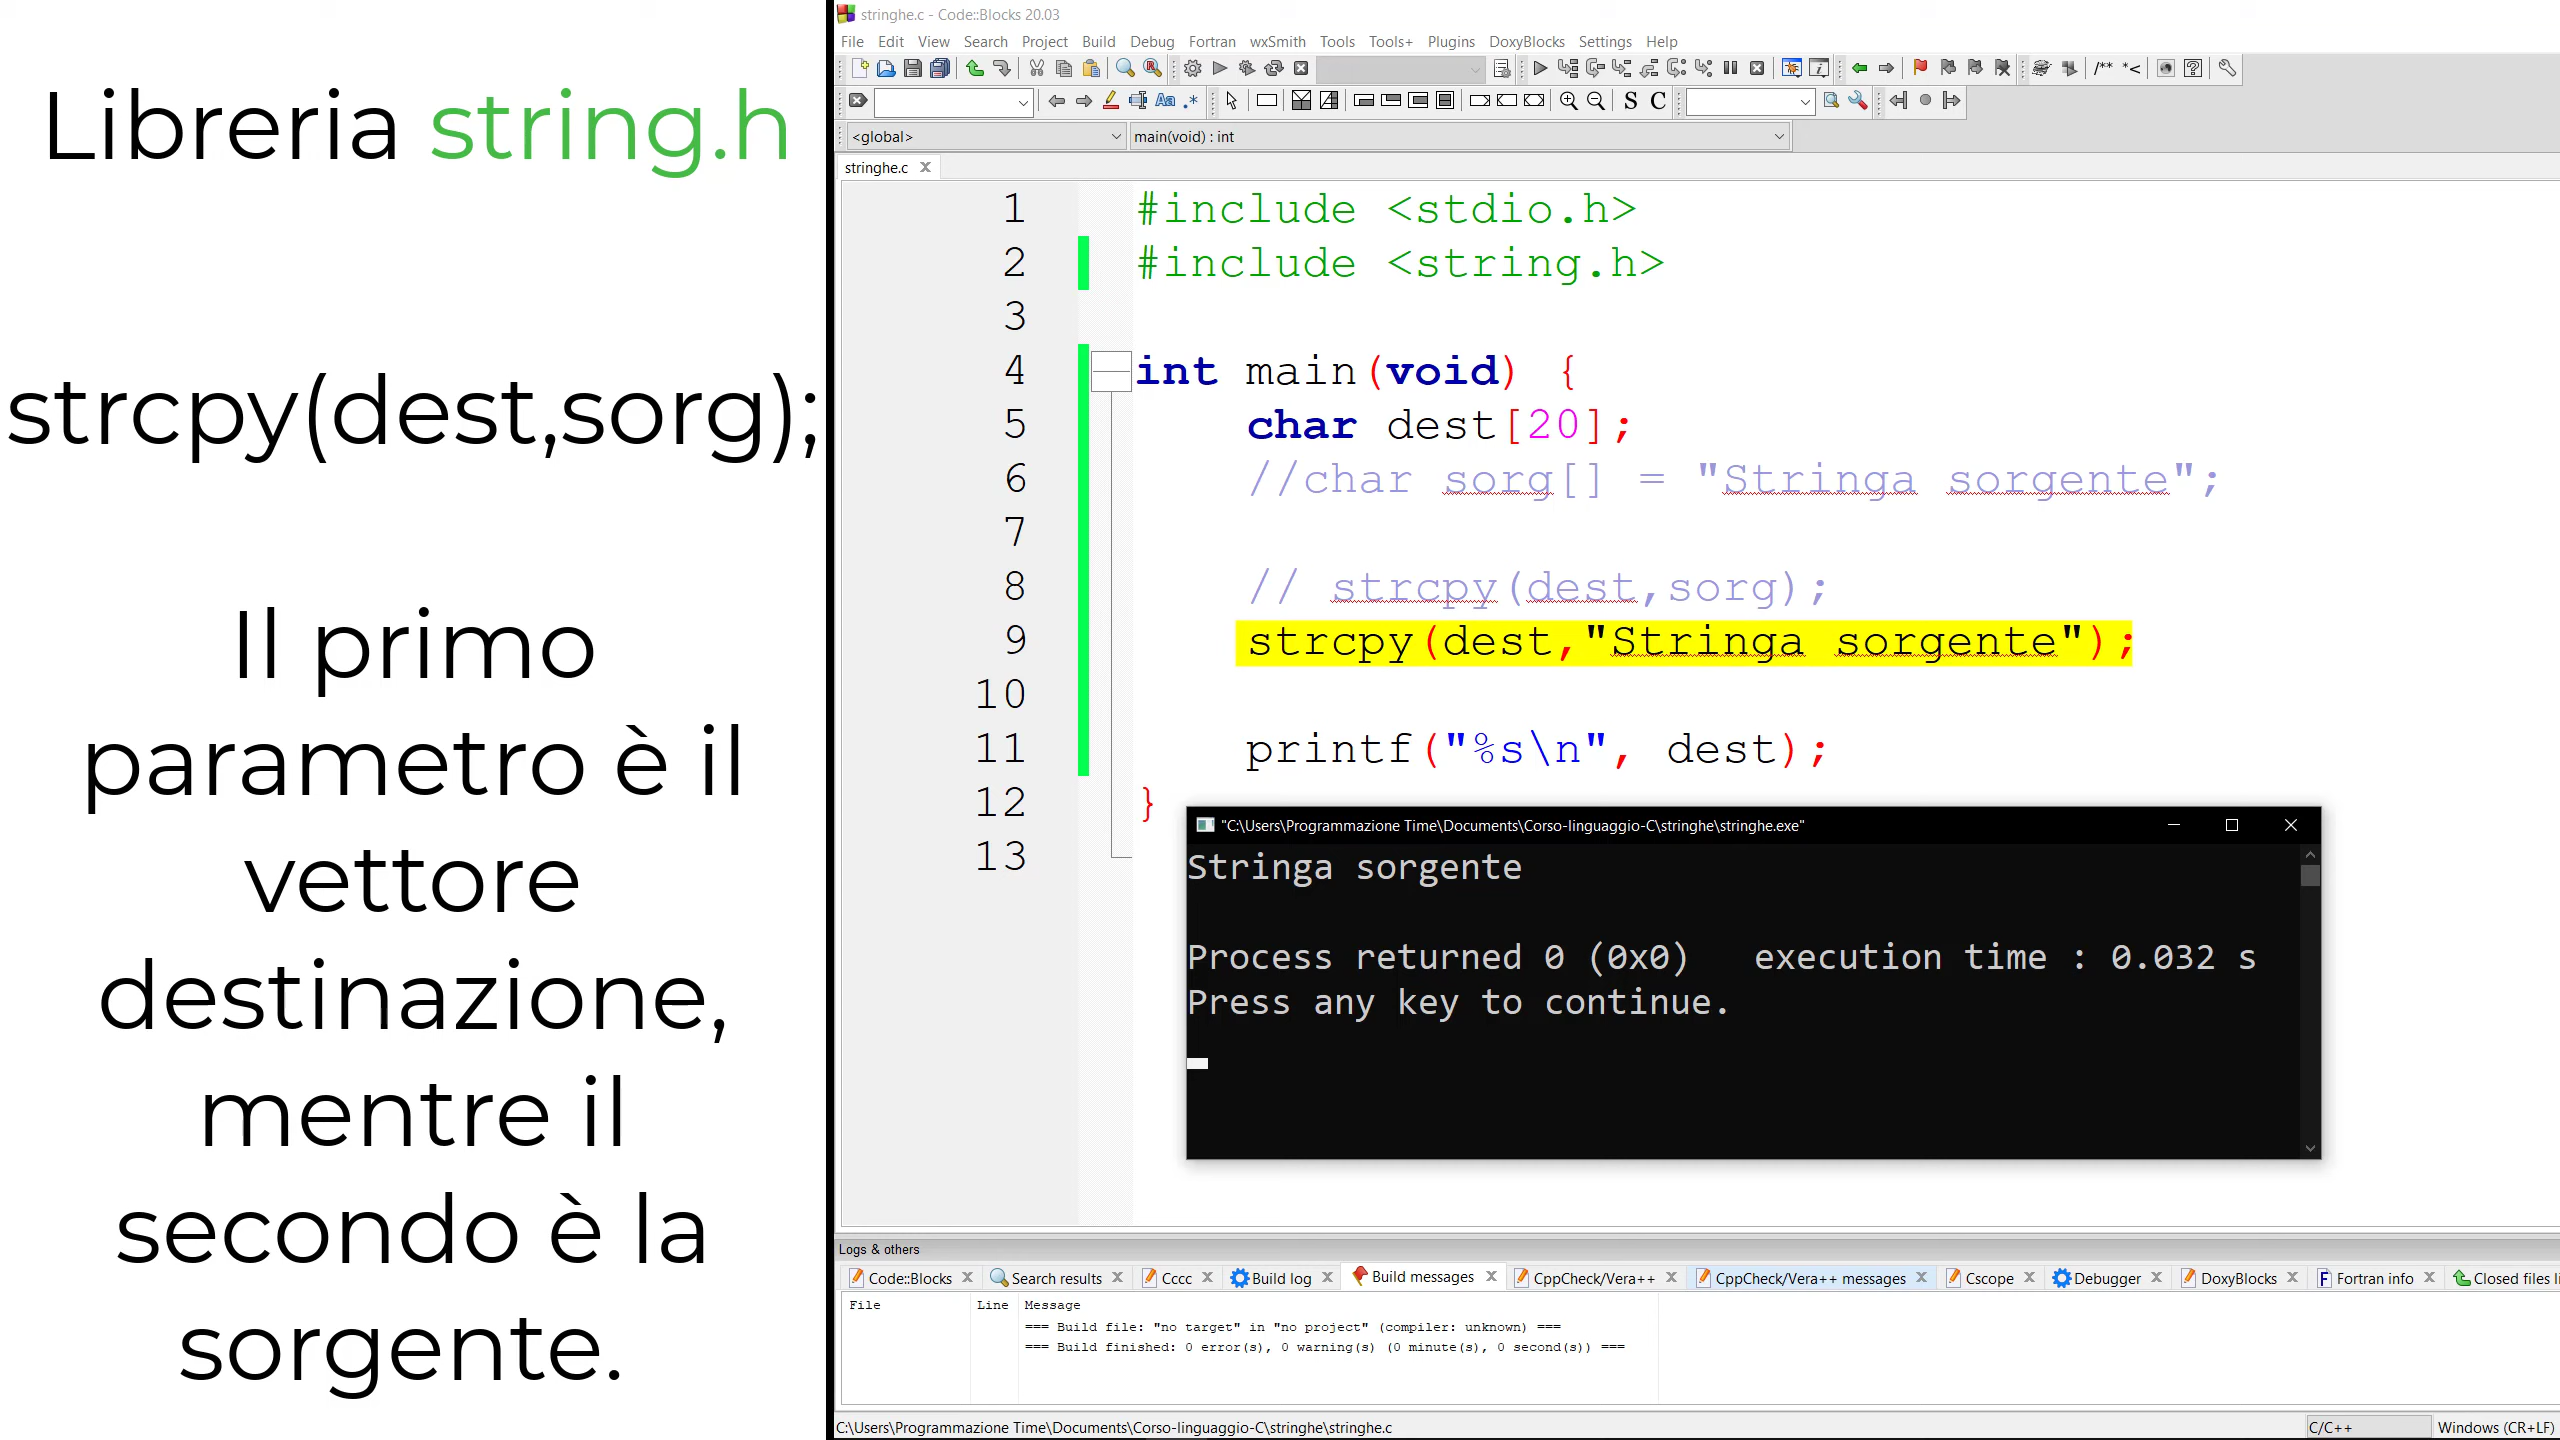 Libreria string.h
strcpy(dest,sorg);
Il primo
parametro è il
vettore
destinazione,
mentre il
secondo è la
sorgente.
stringhe.c - Code::Blocks 20.03
File Edit View Search Project Build Debug Fortran wxSmith Tools Tools+ Plugins DoxyBlocks Settings Help
/** *<
Aa .* S C
<global> main(void) : int
stringhe.c
1 #include <stdio.h>
2 #include <string.h>
3
4 int main(void) {
5 char dest[20];
6 //char sorg[] = "Stringa sorgente";
7
8 // strcpy(dest,sorg);
9 strcpy(dest,"Stringa sorgente");
10
11 printf("%s\n", dest);
12 }
13
"C:\Users\Programmazione Time\Documents\Corso-linguaggio-C\stringhe\stringhe.exe"
Stringa sorgente
Process returned 0 (0x0) execution time : 0.032 s
Press any key to continue.
Logs & others
Code::Blocks Search results Cccc Build log Build messages CppCheck/Vera++ CppCheck/Vera++ messages Cscope Debugger DoxyBlocks Fortran info Closed files li
File Line Message
=== Build file: "no target" in "no project" (compiler: unknown) ===
=== Build finished: 0 error(s), 0 warning(s) (0 minute(s), 0 second(s)) ===
C:\Users\Programmazione Time\Documents\Corso-linguaggio-C\stringhe\stringhe.c C/C++ Windows (CR+LF)